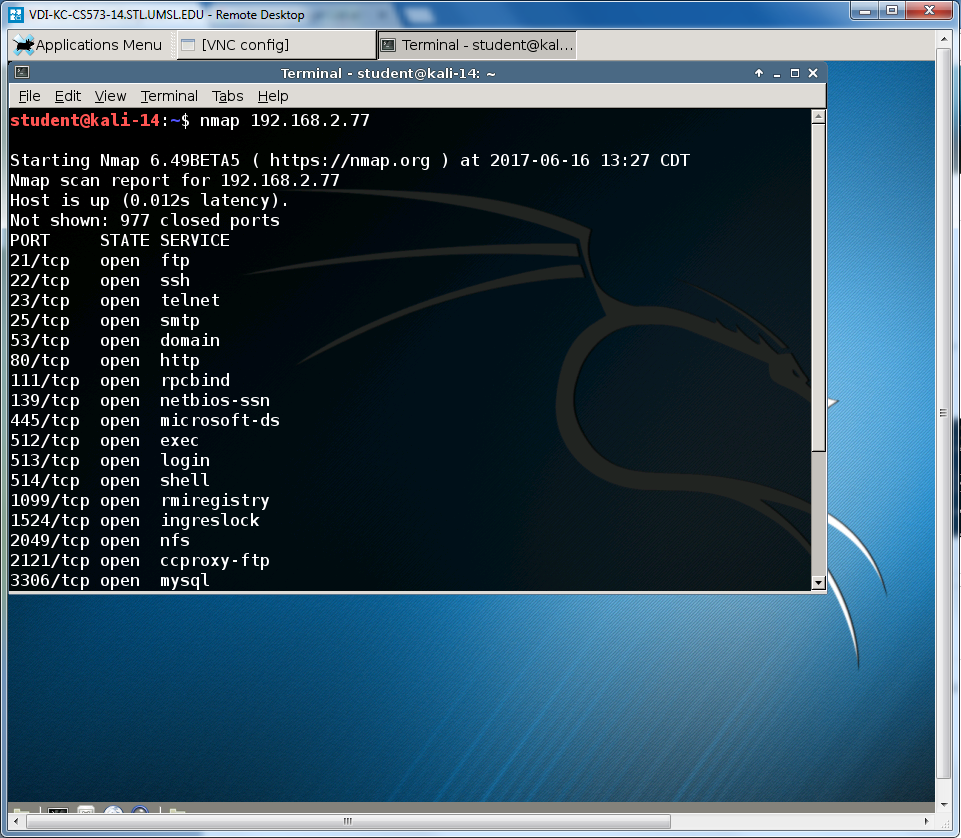 VDI-KC-CS573-14.STL.UMSL.EDU - Remote Desktop
Applications Menu [VNC config] Terminal - student@kal...
Terminal - student@kali-14: ~
File Edit View Terminal Tabs Help
student@kali-14:~$ nmap 192.168.2.77
Starting Nmap 6.49BETA5 ( https://nmap.org ) at 2017-06-16 13:27 CDT
Nmap scan report for 192.168.2.77
Host is up (0.012s latency).
Not shown: 977 closed ports
PORT STATE SERVICE
21/tcp open ftp
22/tcp open ssh
23/tcp open telnet
25/tcp open smtp
53/tcp open domain
80/tcp open http
111/tcp open rpcbind
139/tcp open netbios-ssn
445/tcp open microsoft-ds
512/tcp open exec
513/tcp open login
514/tcp open shell
1099/tcp open rmiregistry
1524/tcp open ingreslock
2049/tcp open nfs
2121/tcp open ccproxy-ftp
3306/tcp open mysql